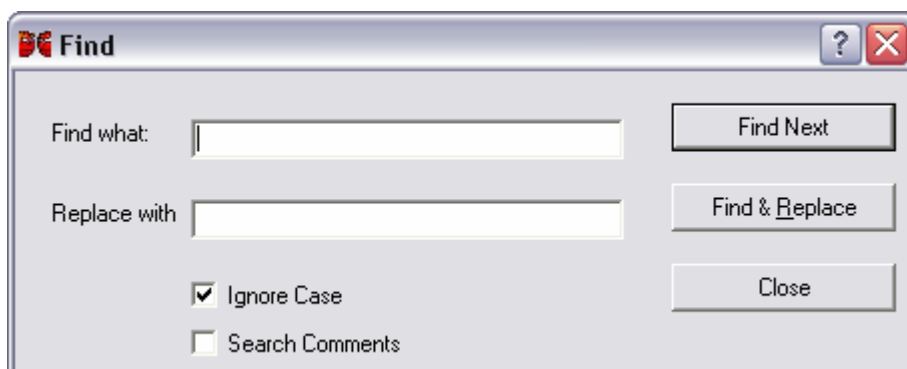 Find
Find what:
Find Next
Replace with
Find & Replace
Ignore Case
Close
Search Comments